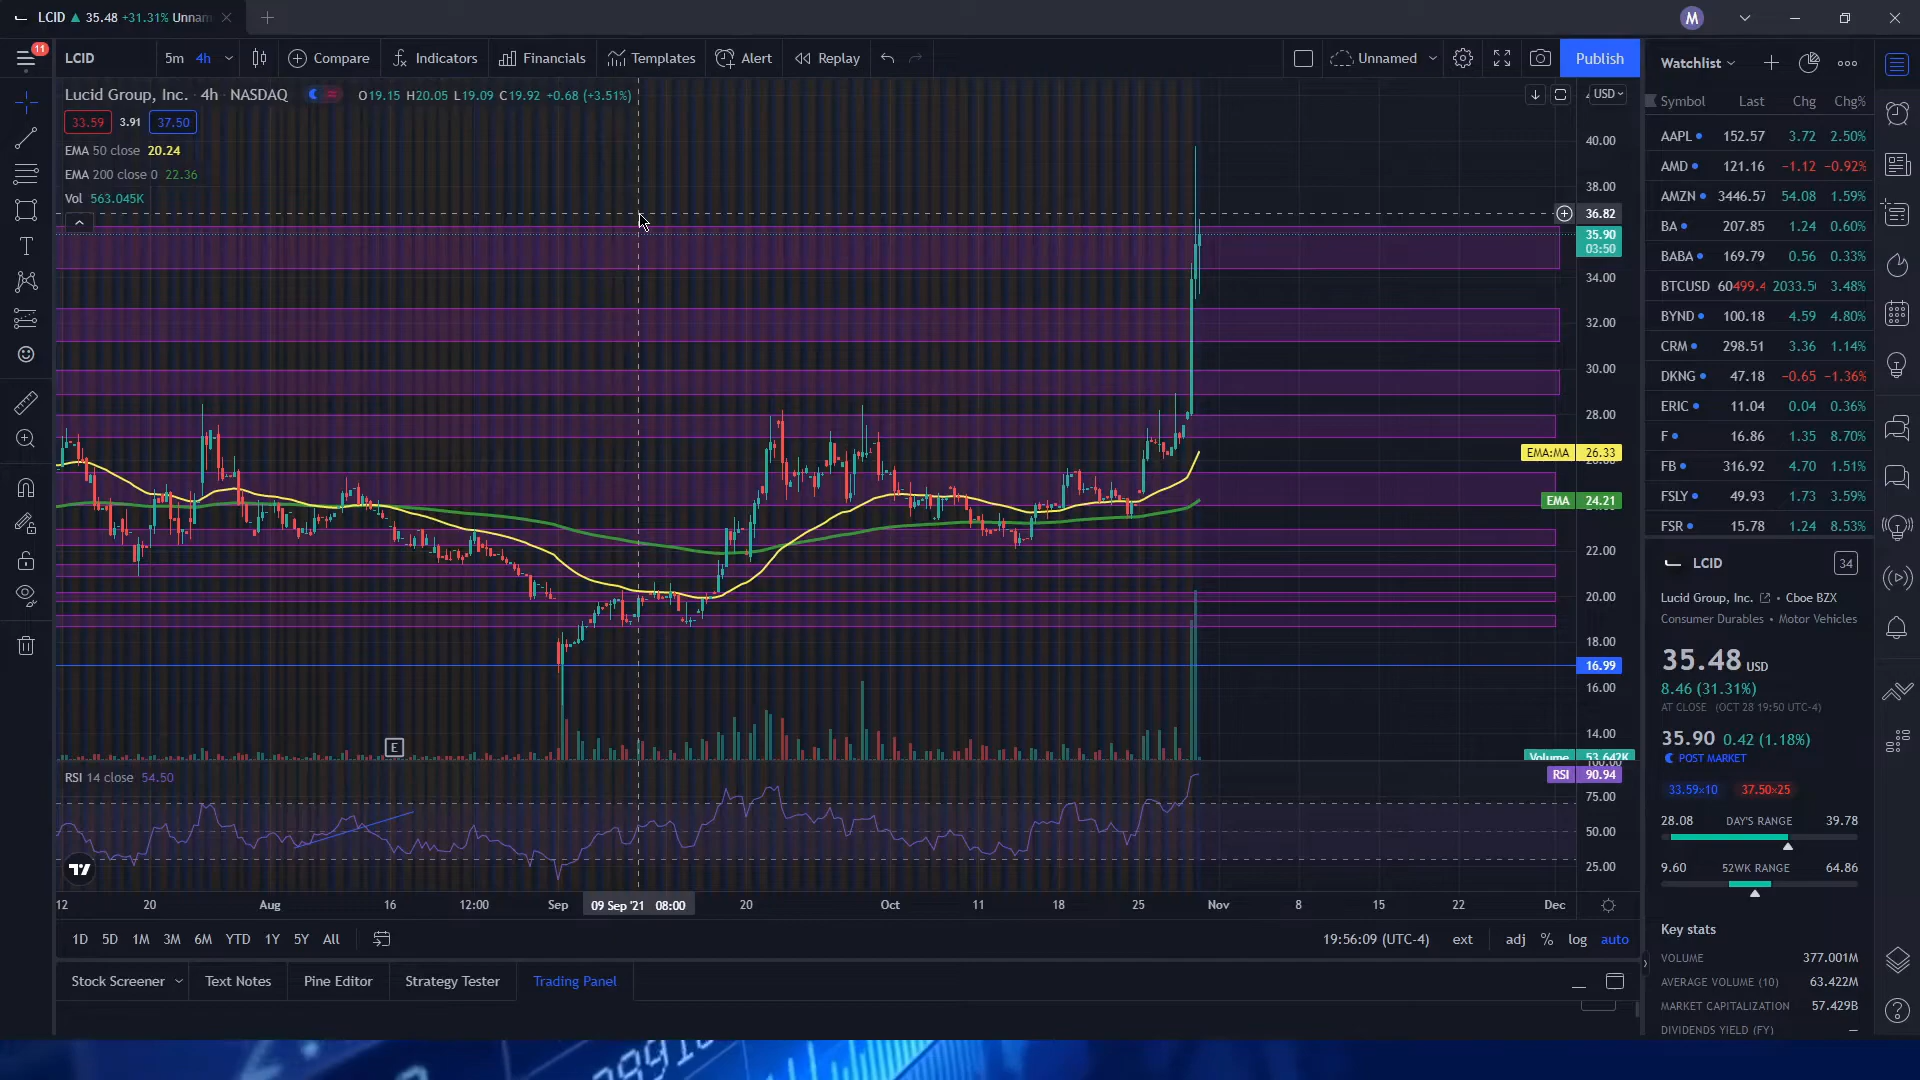 LCID ▲ 35.48 +31.31% Unnam
M
11
LCID 5m 4h Compare Indicators Financials Templates Alert Replay Unnamed Publish
Lucid Group, Inc. 4h NASDAQ O19.15 H20.05 L19.09 C19.92 +0.68 (+3.51%)
33.59 3.91 37.50
EMA 50 close 20.24
EMA 200 close 0 22.36
Vol 563.045K
USD
40.00
38.00
36.82
35.90
03:50
34.00
32.00
30.00
28.00
EMA:MA 26.33
EMA 24.21
22.00
20.00
18.00
16.99
16.00
14.00
E
Volume 53.642K
RSI 14 close 54.50
100.00
RSI 90.94
75.00
50.00
25.00
12 20 Aug 16 12:00 Sep 09 Sep '21 08:00 20 Oct 11 18 25 Nov 8 15 22 Dec
1D 5D 1M 3M 6M YTD 1Y 5Y All 19:56:09 (UTC-4) ext adj % log auto
Stock Screener Text Notes Pine Editor Strategy Tester Trading Panel
Watchlist
Symbol Last Chg Chg%
AAPL 152.57 3.72 2.50%
AMD 121.16 −1.12 −0.92%
AMZN 3446.57 54.08 1.59%
BA 207.85 1.24 0.60%
BABA 169.79 0.56 0.33%
BTCUSD 60499.4 2033.50 3.48%
BYND 100.18 4.59 4.80%
CRM 298.51 3.36 1.14%
DKNG 47.18 −0.65 −1.36%
ERIC 11.04 0.04 0.36%
F 16.86 1.35 8.70%
FB 316.92 4.70 1.51%
FSLY 49.93 1.73 3.59%
FSR 15.78 1.24 8.53%
LCID 34
Lucid Group, Inc. • Cboe BZX
Consumer Durables • Motor Vehicles
35.48 USD
8.46 (31.31%)
AT CLOSE (OCT 28 19:50 UTC-4)
35.90 0.42 (1.18%)
POST MARKET
33.59×10 37.50×25
28.08 DAY'S RANGE 39.78
9.60 52WK RANGE 64.86
Key stats
VOLUME 377.001M
AVERAGE VOLUME (10) 63.422M
MARKET CAPITALIZATION 57.429B
DIVIDENDS YIELD (FY) —